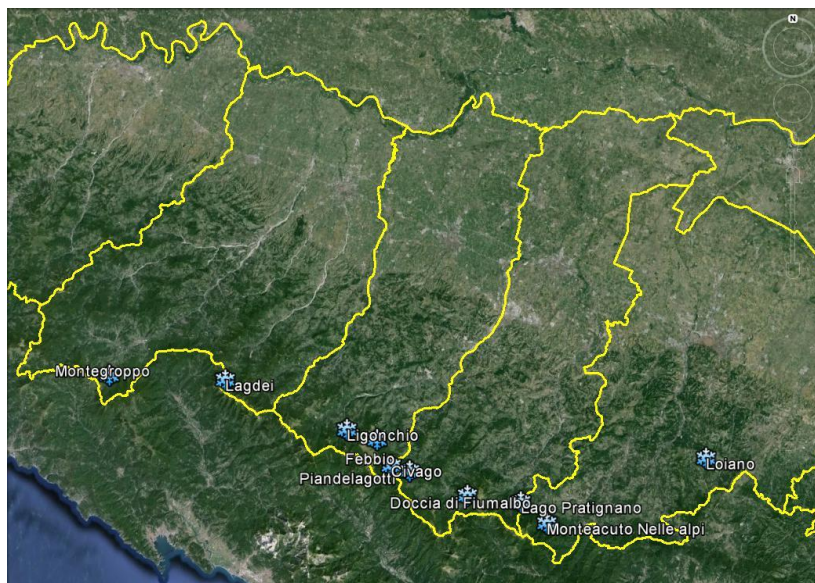 N
Montegroppo
Lagdei
Ligonchio
Febbio
Civago
Piandelagotti
Loiano
Doccia di Fiumalbo
Lago Pratignano
Monteacuto Nelle alpi